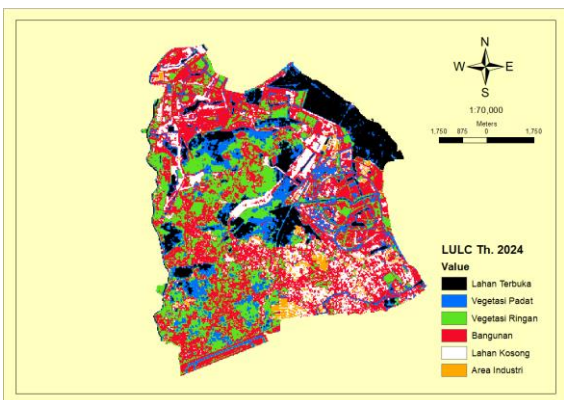 N
W E
S
1:70,000
Meters
1,750 875 0 1,750
LULC Th. 2024
Value
Lahan Terbuka
Vegetasi Padat
Vegetasi Ringan
Bangunan
Lahan Kosong
Area Industri